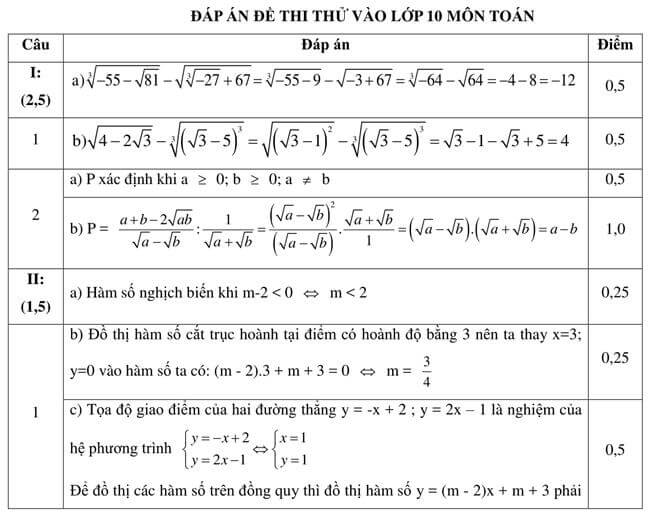 ĐÁP ÁN ĐỀ THI THỬ VÀO LỚP 10 MÔN TOÁN
Câu Đáp án Điểm
I: (2,5) a) ∛(−55 − √81) − √(∛−27 + 67) = ∛(−55 − 9) − √(−3 + 67) = ∛−64 − √64 = −4 − 8 = −12 0,5
1 b) √(4 − 2√3) − ∛((√3 − 5)³) = √((√3 − 1)²) − ∛((√3 − 5)³) = √3 − 1 − √3 + 5 = 4 0,5
2 a) P xác định khi a ≥ 0; b ≥ 0; a ≠ b 0,5
b) P = (a + b − 2√ab)/(√a − √b) : 1/(√a + √b) = (√a − √b)²/(√a − √b) . (√a + √b)/1 = (√a − √b).(√a + √b) = a − b 1,0
II: (1,5) a) Hàm số nghịch biến khi m-2 < 0 ⇔ m < 2 0,25
1 b) Đồ thị hàm số cắt trục hoành tại điểm có hoành độ bằng 3 nên ta thay x=3;
y=0 vào hàm số ta có: (m - 2).3 + m + 3 = 0 ⇔ m = 3/4 0,25
c) Tọa độ giao điểm của hai đường thẳng y = -x + 2 ; y = 2x – 1 là nghiệm của
hệ phương trình {y = −x + 2; y = 2x − 1 ⇔ {x = 1; y = 1 0,5
Để đồ thị các hàm số trên đồng quy thì đồ thị hàm số y = (m - 2)x + m + 3 phải